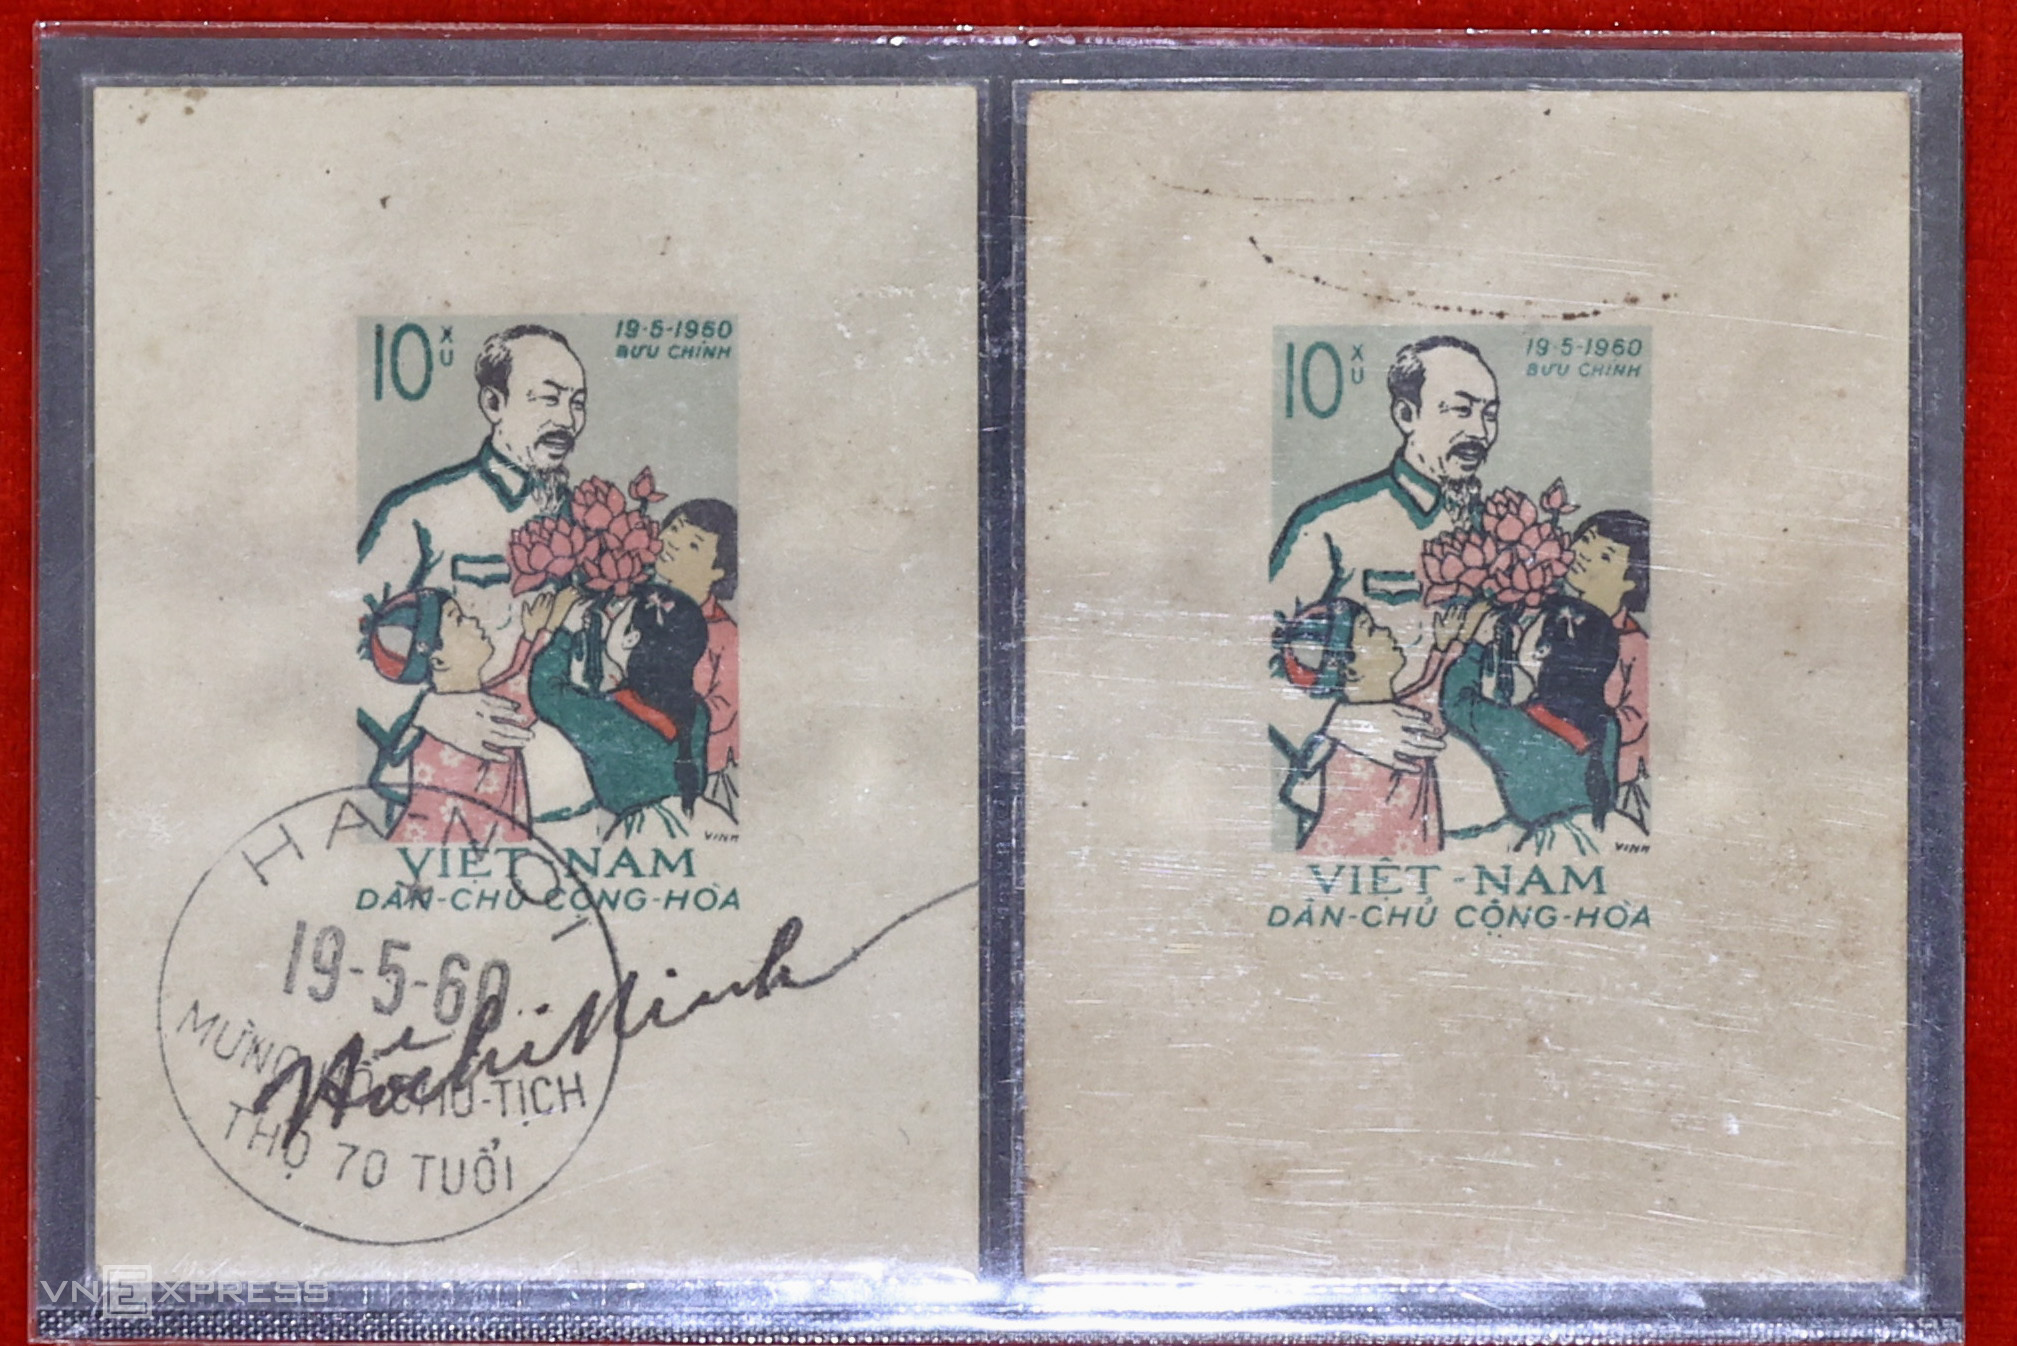 10 XU
19-5-1960
BƯU CHÍNH
VINH
VIỆT-NAM
DÂN-CHỦ CỘNG-HÒA
HÀ-NỘI
19-5-60
MỪNG HỒ CHỦ-TỊCH
THỌ 70 TUỔI
Hồ chí Minh
10 XU
19-5-1960
BƯU CHÍNH
VINH
VIỆT-NAM
DÂN-CHỦ CỘNG-HÒA
VNEXPRESS